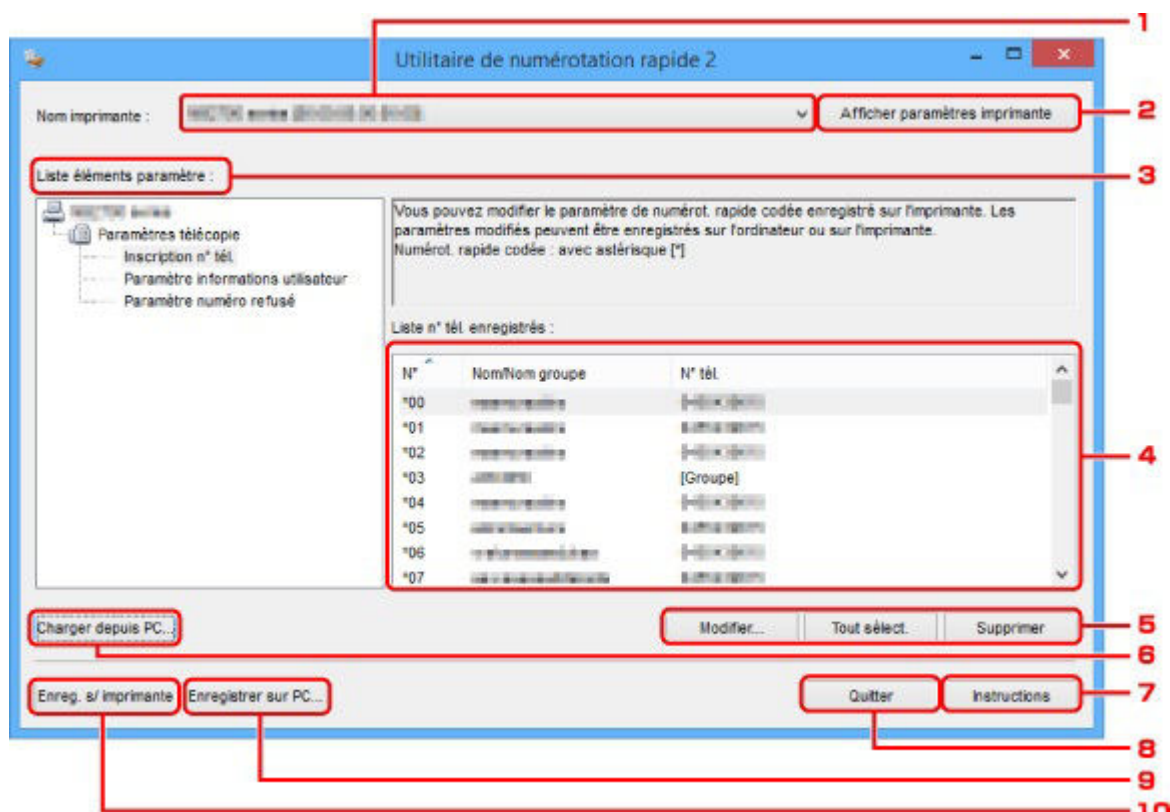 1
Utilitaire de numérotation rapide 2
Nom imprimante :
Afficher paramètres imprimante
2
Liste éléments paramètre :
3
Paramètres télécopie
Inscription n° tél.
Paramètre informations utilisateur
Paramètre numéro refusé
Vous pouvez modifier le paramètre de numérot. rapide codée enregistré sur l'imprimante. Les
paramètres modifiés peuvent être enregistrés sur l'ordinateur ou sur l'imprimante.
Numérot. rapide codée : avec astérisque [*]
Liste n° tél. enregistrés :
N° Nom/Nom groupe N° tél.
*00
*01
*02
*03 [Groupe]
*04
*05
*06
*07
4
Charger depuis PC...
Modifier... Tout sélect. Supprimer
5
6
Enreg. s/ imprimante Enregistrer sur PC... Quitter Instructions
7
8
9
10